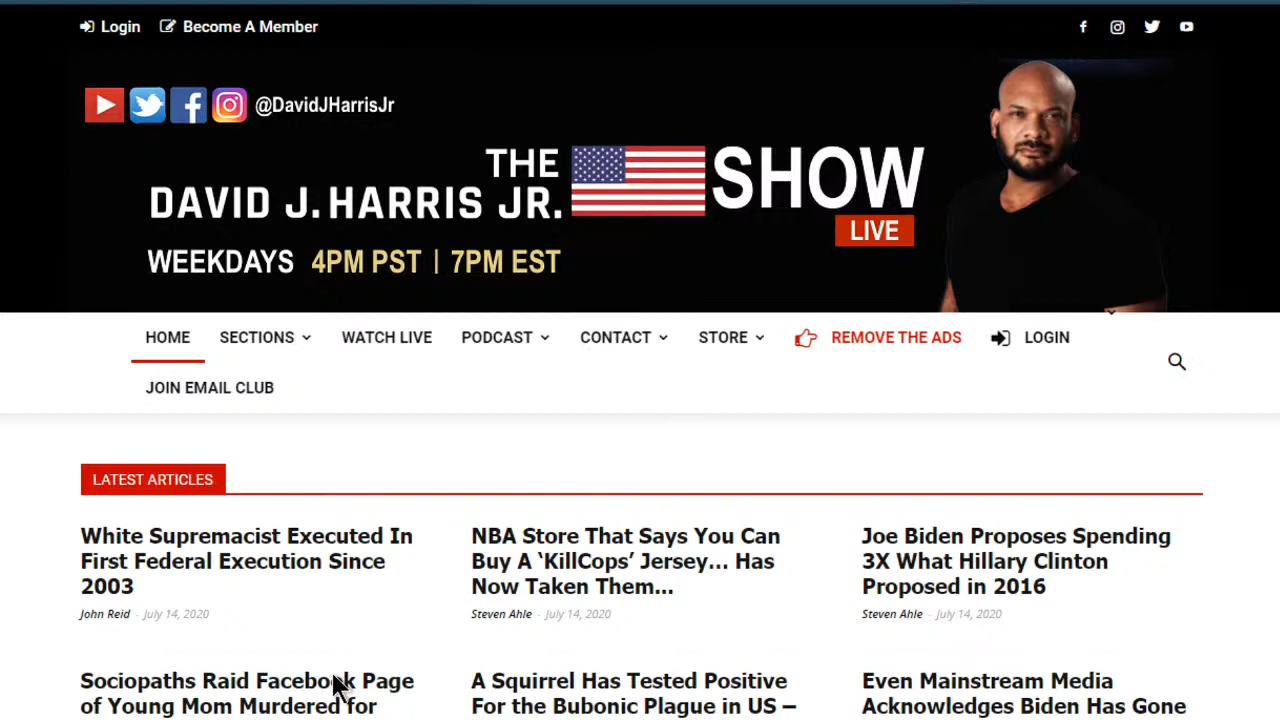 Login Become A Member
@DavidJHarrisJr
THE
DAVID J. HARRIS JR. SHOW
LIVE
WEEKDAYS 4PM PST | 7PM EST
HOME SECTIONS WATCH LIVE PODCAST CONTACT STORE REMOVE THE ADS LOGIN
JOIN EMAIL CLUB
LATEST ARTICLES
White Supremacist Executed In
First Federal Execution Since
2003
John Reid - July 14, 2020
NBA Store That Says You Can
Buy A ‘KillCops’ Jersey… Has
Now Taken Them…
Steven Ahle - July 14, 2020
Joe Biden Proposes Spending
3X What Hillary Clinton
Proposed in 2016
Steven Ahle - July 14, 2020
Sociopaths Raid Facebook Page
of Young Mom Murdered for
A Squirrel Has Tested Positive
For the Bubonic Plague in US –
Even Mainstream Media
Acknowledges Biden Has Gone